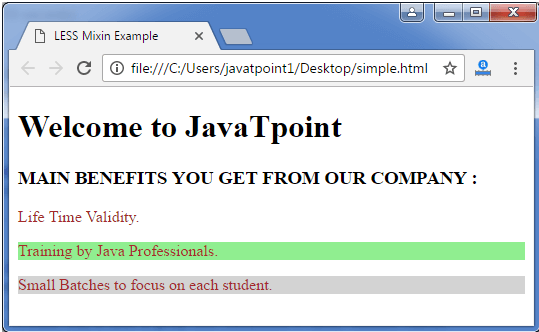 LESS Mixin Example
file:///C:/Users/javatpoint1/Desktop/simple.html
Welcome to JavaTpoint
MAIN BENEFITS YOU GET FROM OUR COMPANY :
Life Time Validity.
Training by Java Professionals.
Small Batches to focus on each student.